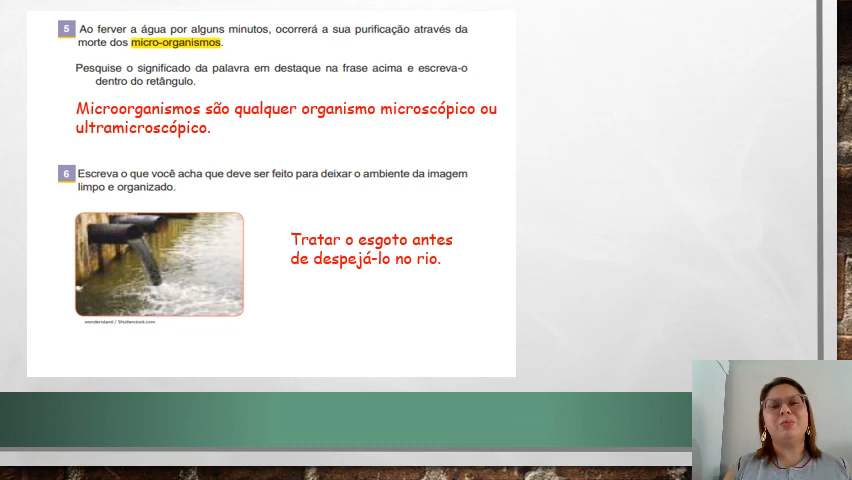 5 Ao ferver a água por alguns minutos, ocorrerá a sua purificação através da
morte dos micro-organismos.
Pesquise o significado da palavra em destaque na frase acima e escreva-o
dentro do retângulo.
Microorganismos são qualquer organismo microscópico ou
ultramicroscópico.
6 Escreva o que você acha que deve ser feito para deixar o ambiente da imagem
limpo e organizado.
Tratar o esgoto antes
de despejá-lo no rio.
wonderisland / Shutterstock.com